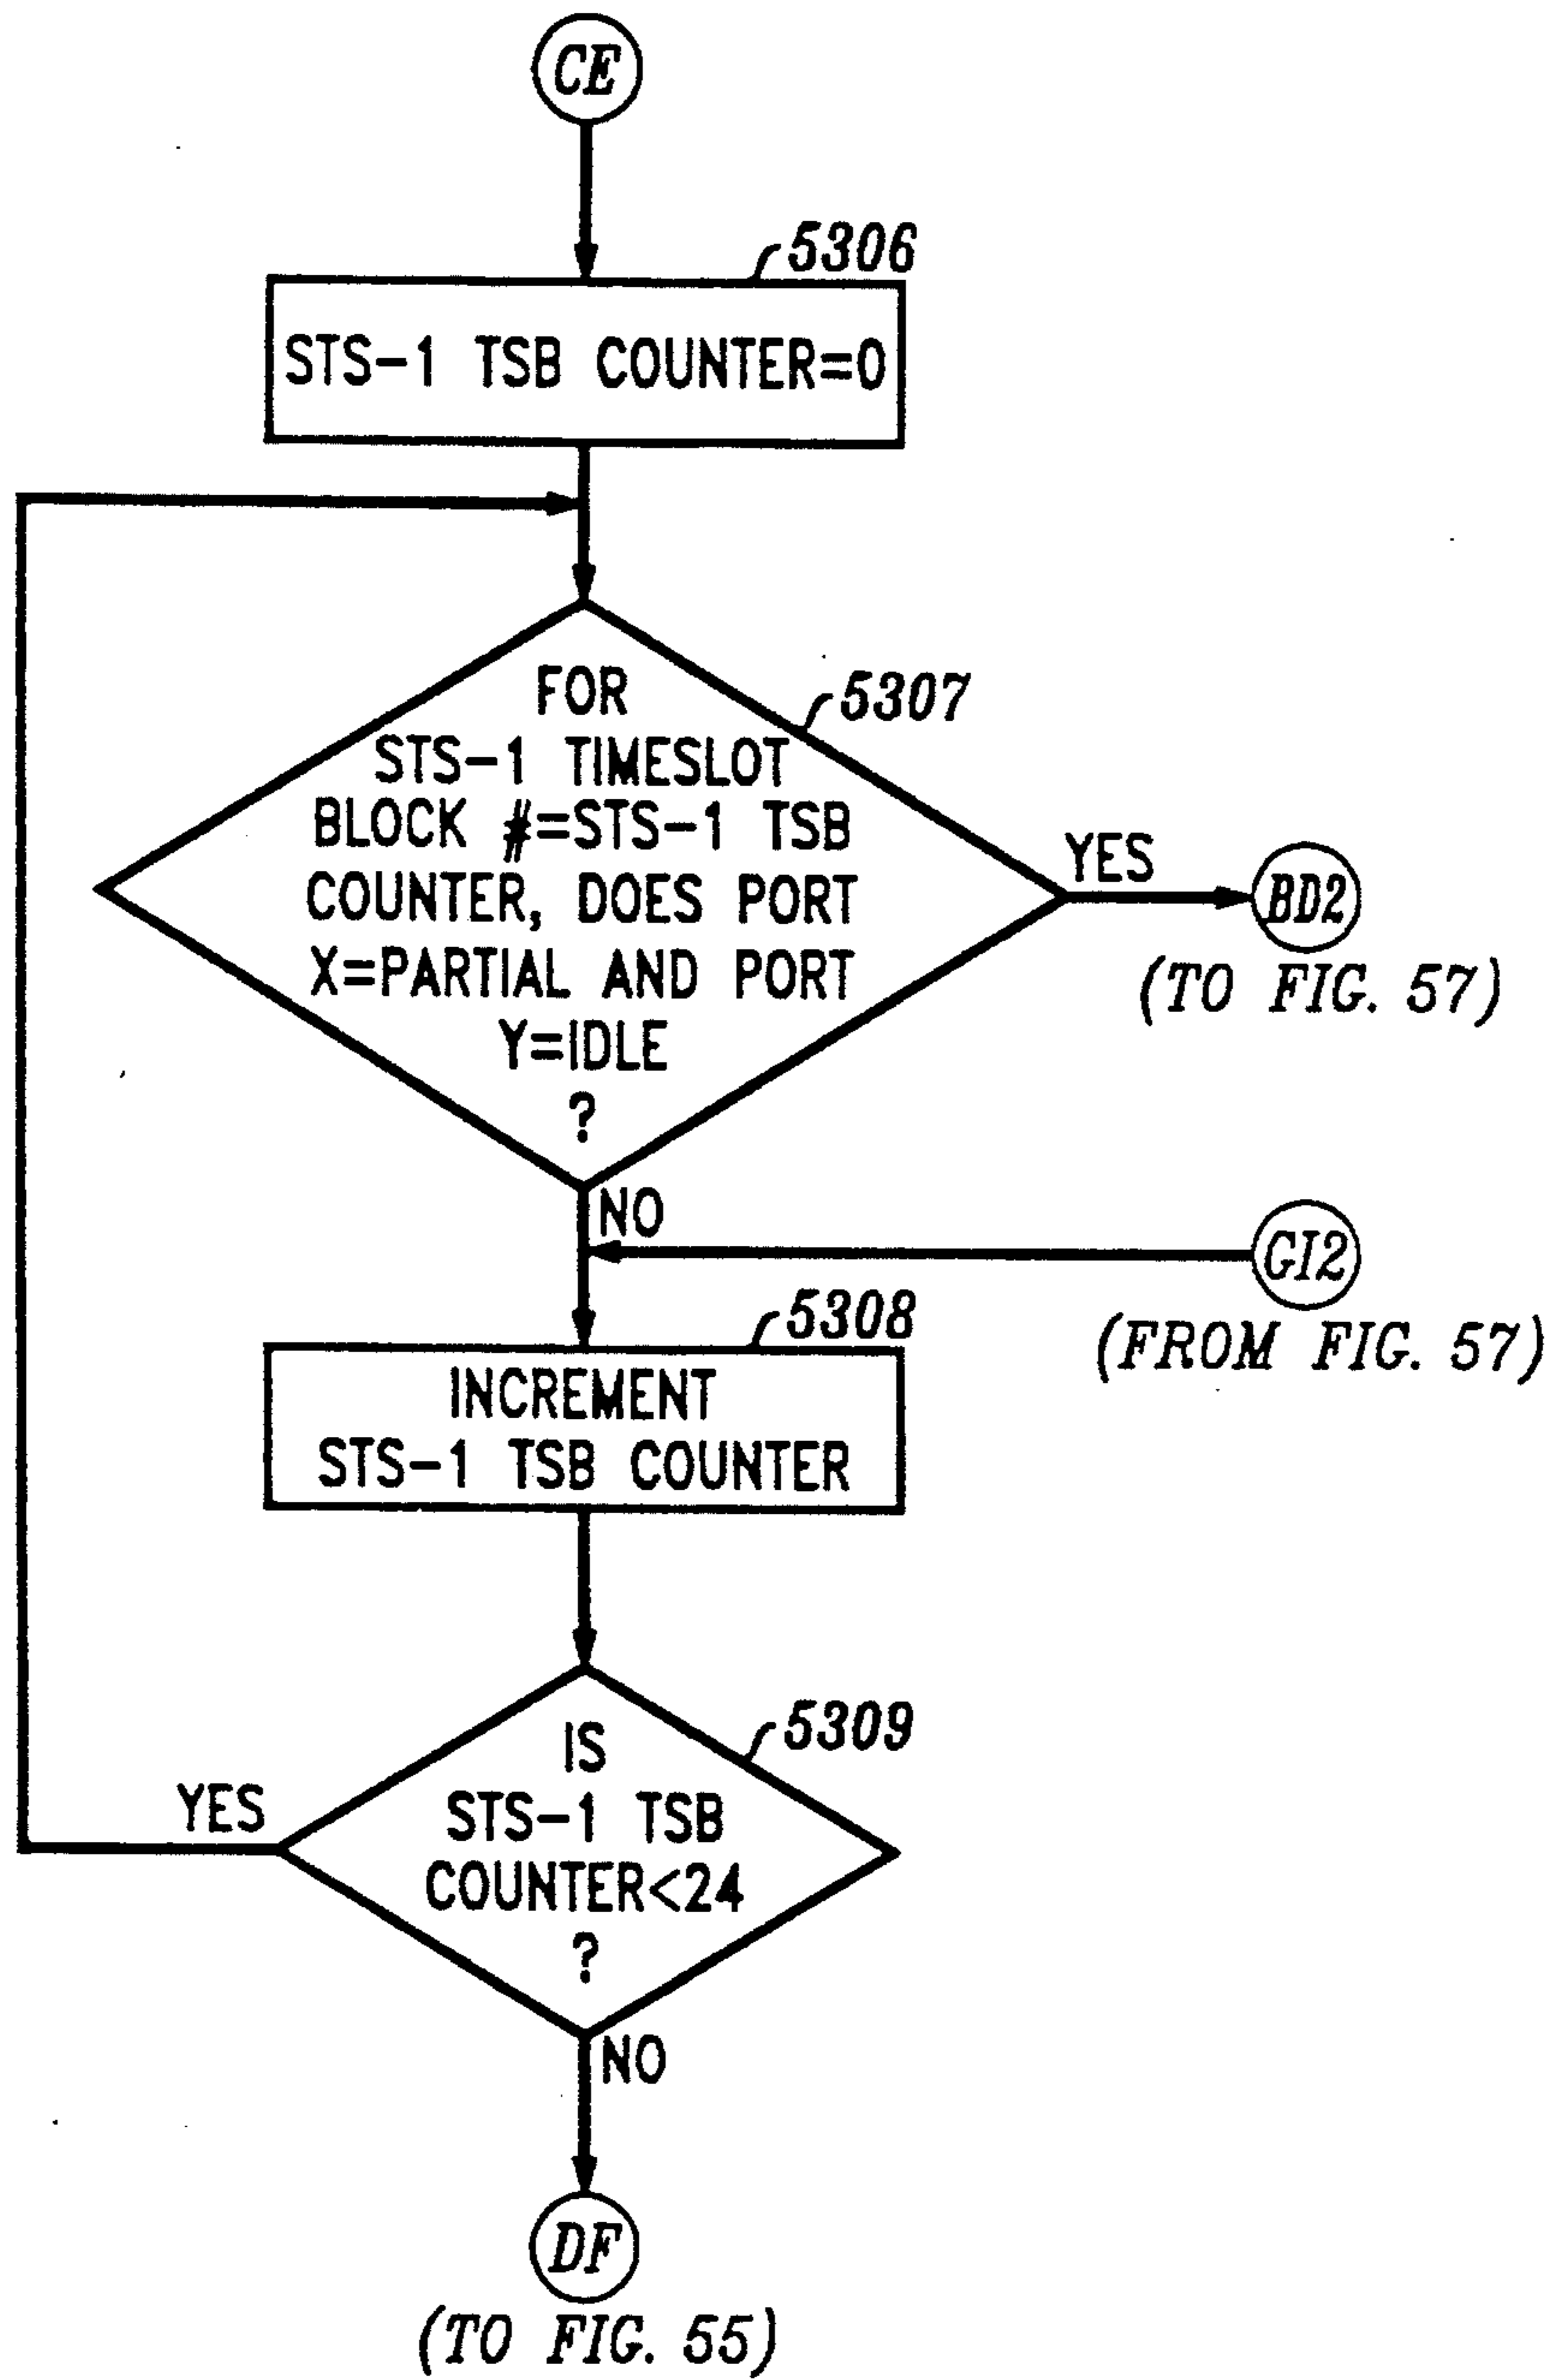 CE
5306
STS-1 TSB COUNTER=0
FOR
5307
STS-1 TIMESLOT
BLOCK #=STS-1 TSB
COUNTER, DOES PORT
X=PARTIAL AND PORT
Y=IDLE
?
YES
BD2
(TO FIG. 57)
NO
GI2
(FROM FIG. 57)
5308
INCREMENT
STS-1 TSB COUNTER
5309
IS
STS-1 TSB
COUNTER<24
?
YES
NO
DF
(TO FIG. 55)